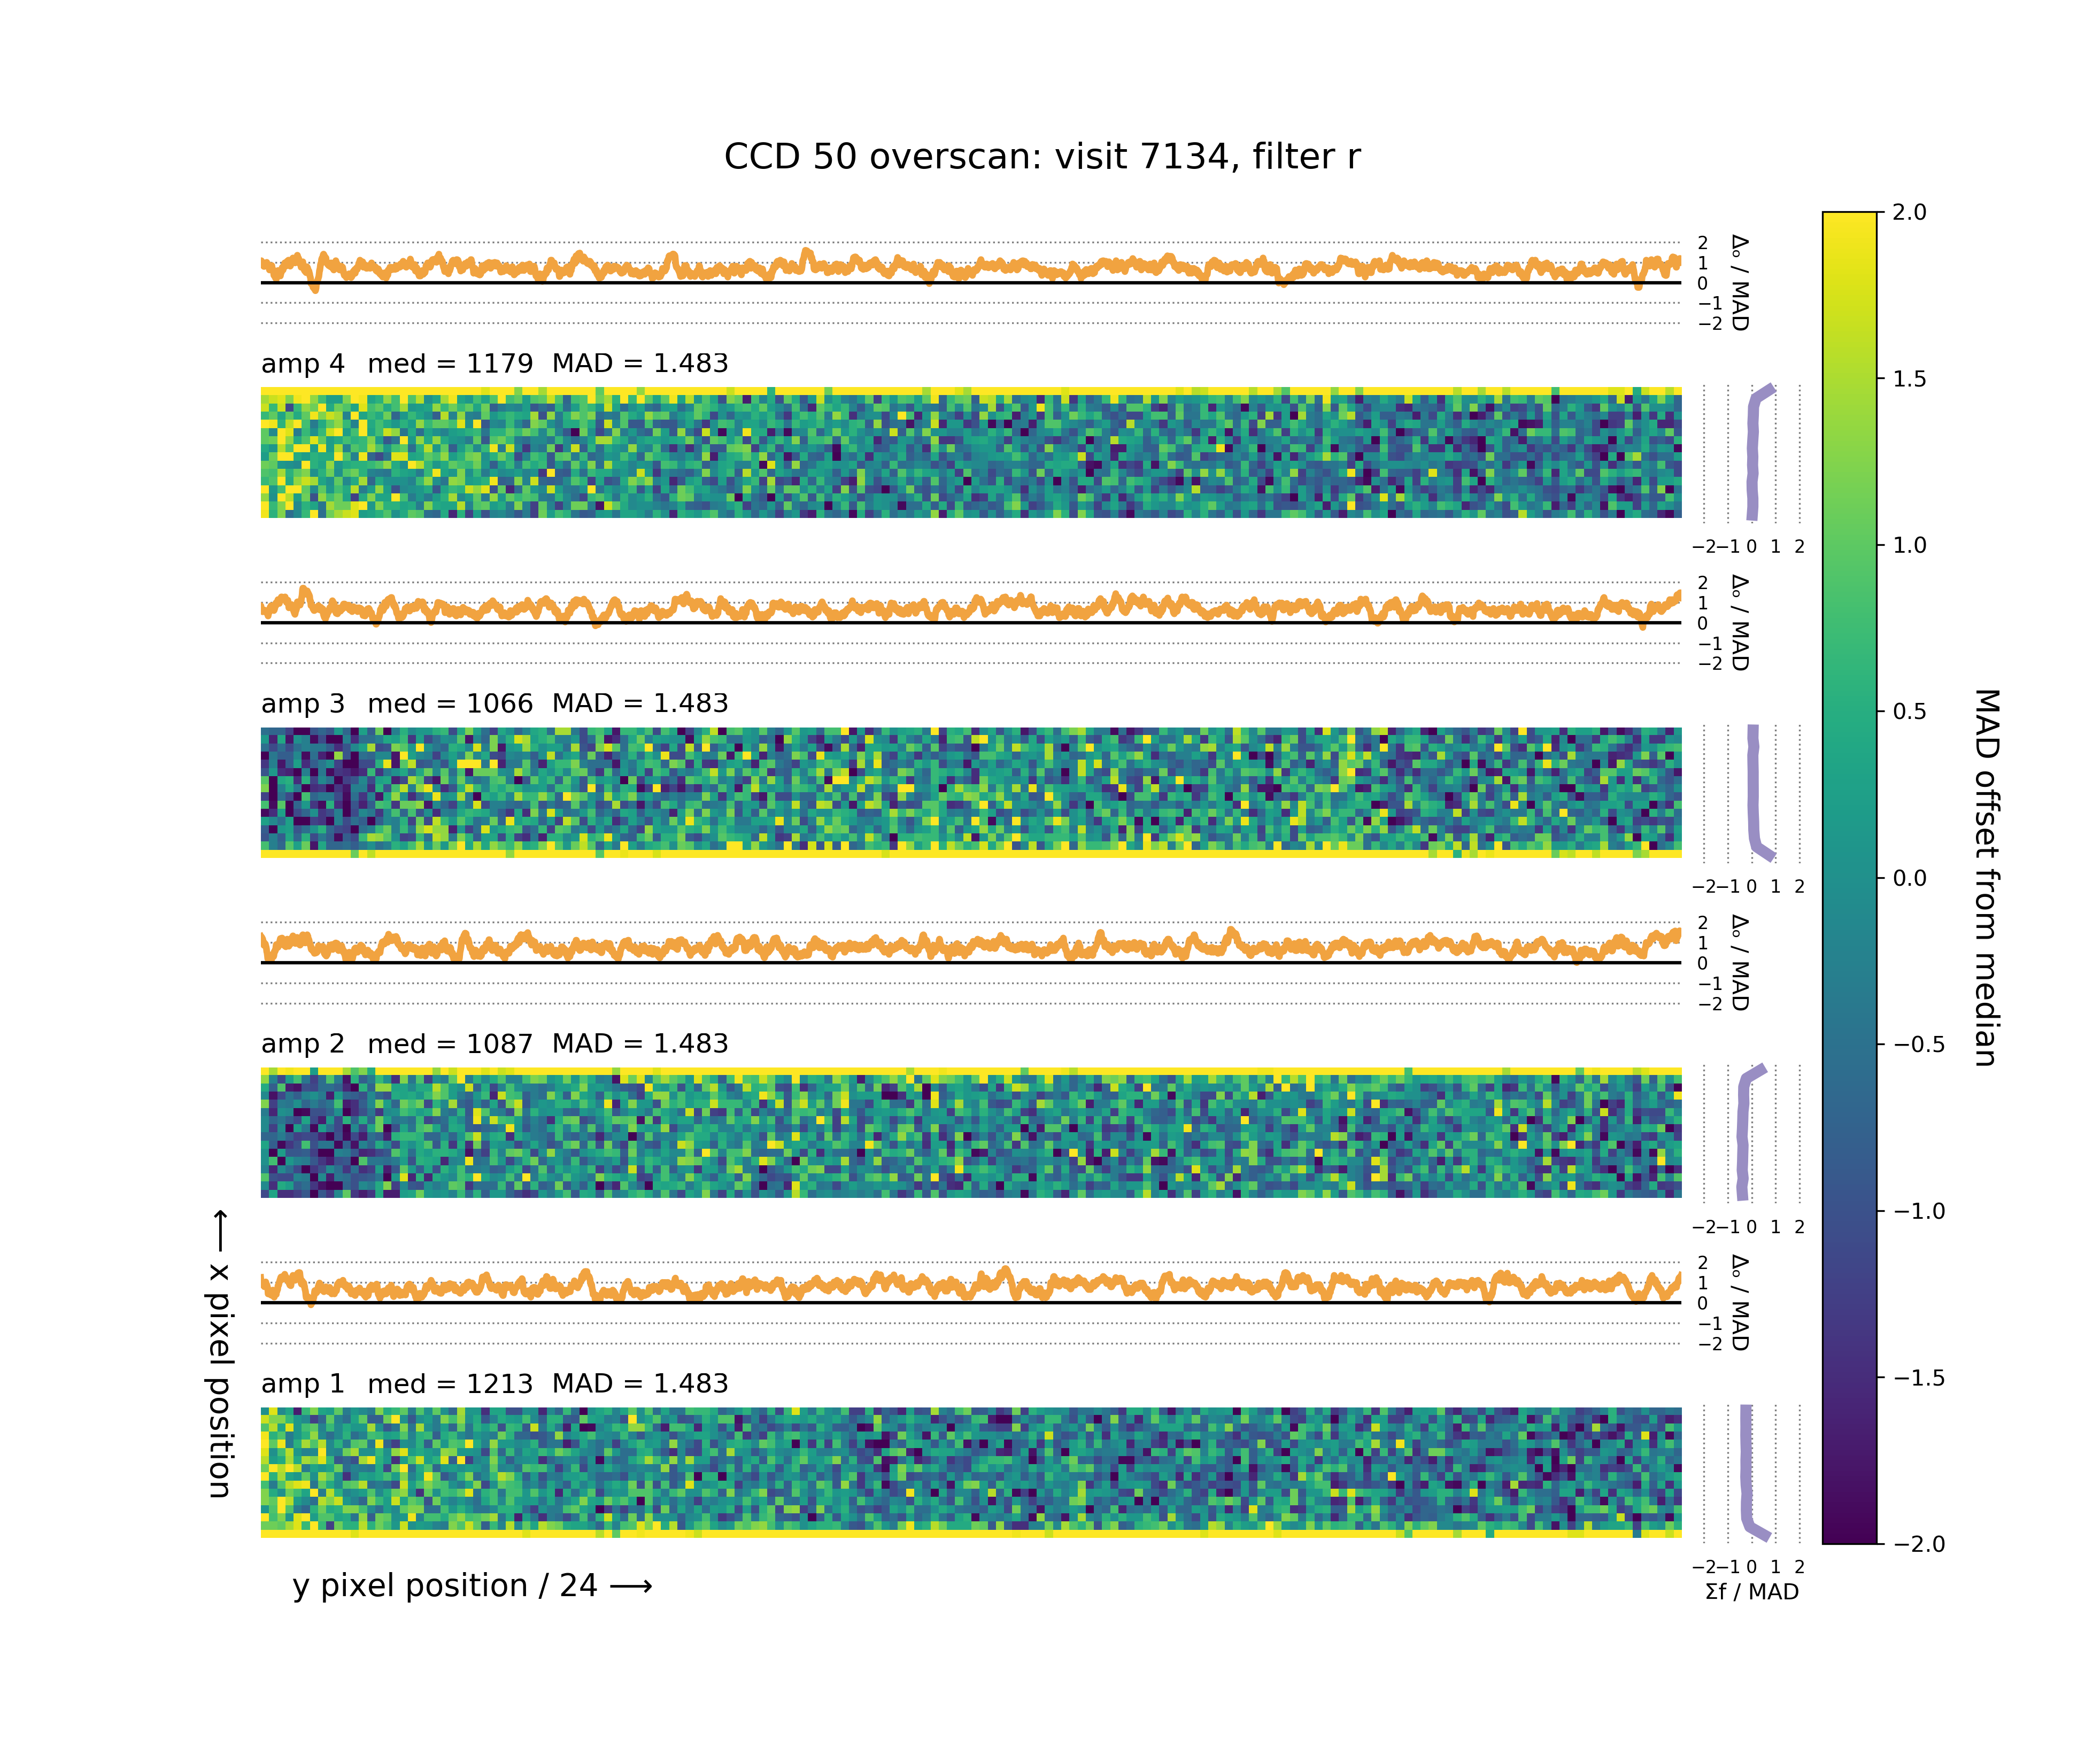 CCD 50 overscan: visit 7134, filter r
2
1
0
−1
−2
Δₒ / MAD
amp 4 med = 1179 MAD = 1.483
−2 −1 0 1 2
2
1
0
−1
−2
Δₒ / MAD
amp 3 med = 1066 MAD = 1.483
−2 −1 0 1 2
2
1
0
−1
−2
Δₒ / MAD
amp 2 med = 1087 MAD = 1.483
−2 −1 0 1 2
2
1
0
−1
−2
Δₒ / MAD
amp 1 med = 1213 MAD = 1.483
−2 −1 0 1 2
Σf / MAD
y pixel position / 24 ⟶
⟵ x pixel position
2.0
1.5
1.0
0.5
0.0
−0.5
−1.0
−1.5
−2.0
MAD offset from median